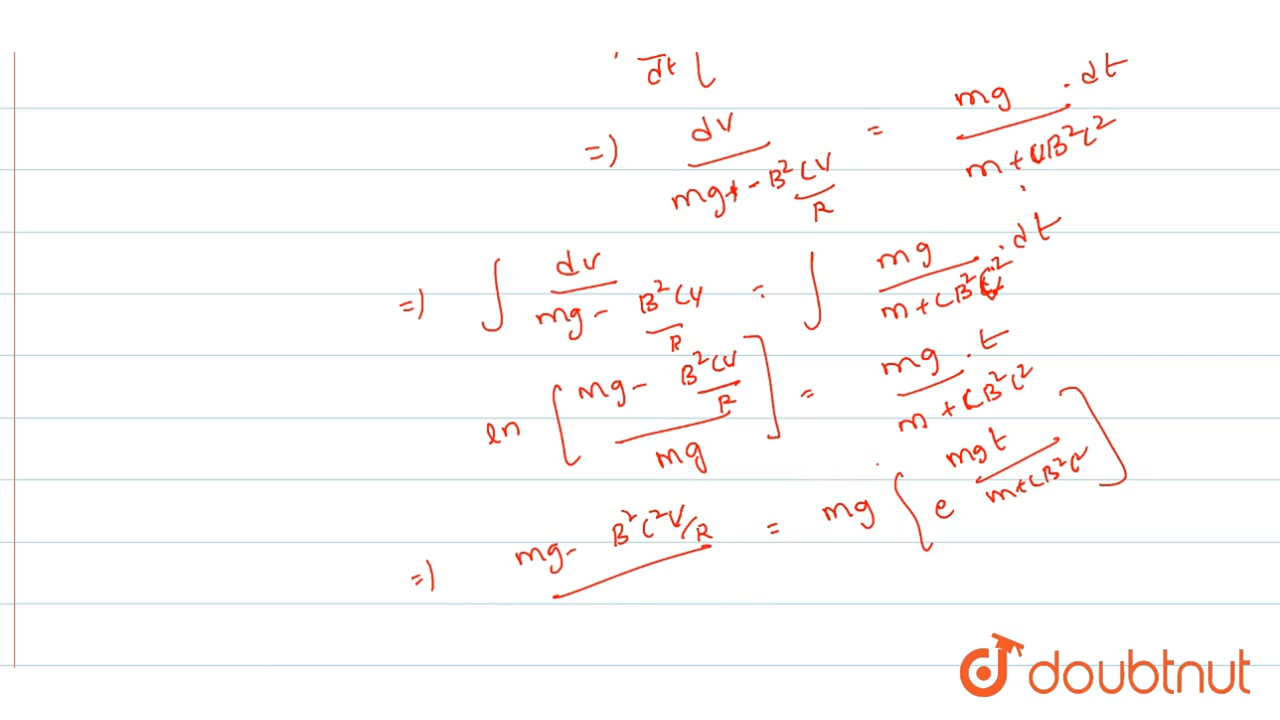 dt
=) dv / mg - B²LV/R = mg / m + CB²L² . dt
=) ∫ dv / mg - B²LV/R = ∫ mg / m + CB²L² . dt
ln [ mg - B²LV/R / mg ] = mg / m + CB²L² . t
=) mg - B²L²V/R = mg { e mgt / m+CB²L² ]
doubtnut